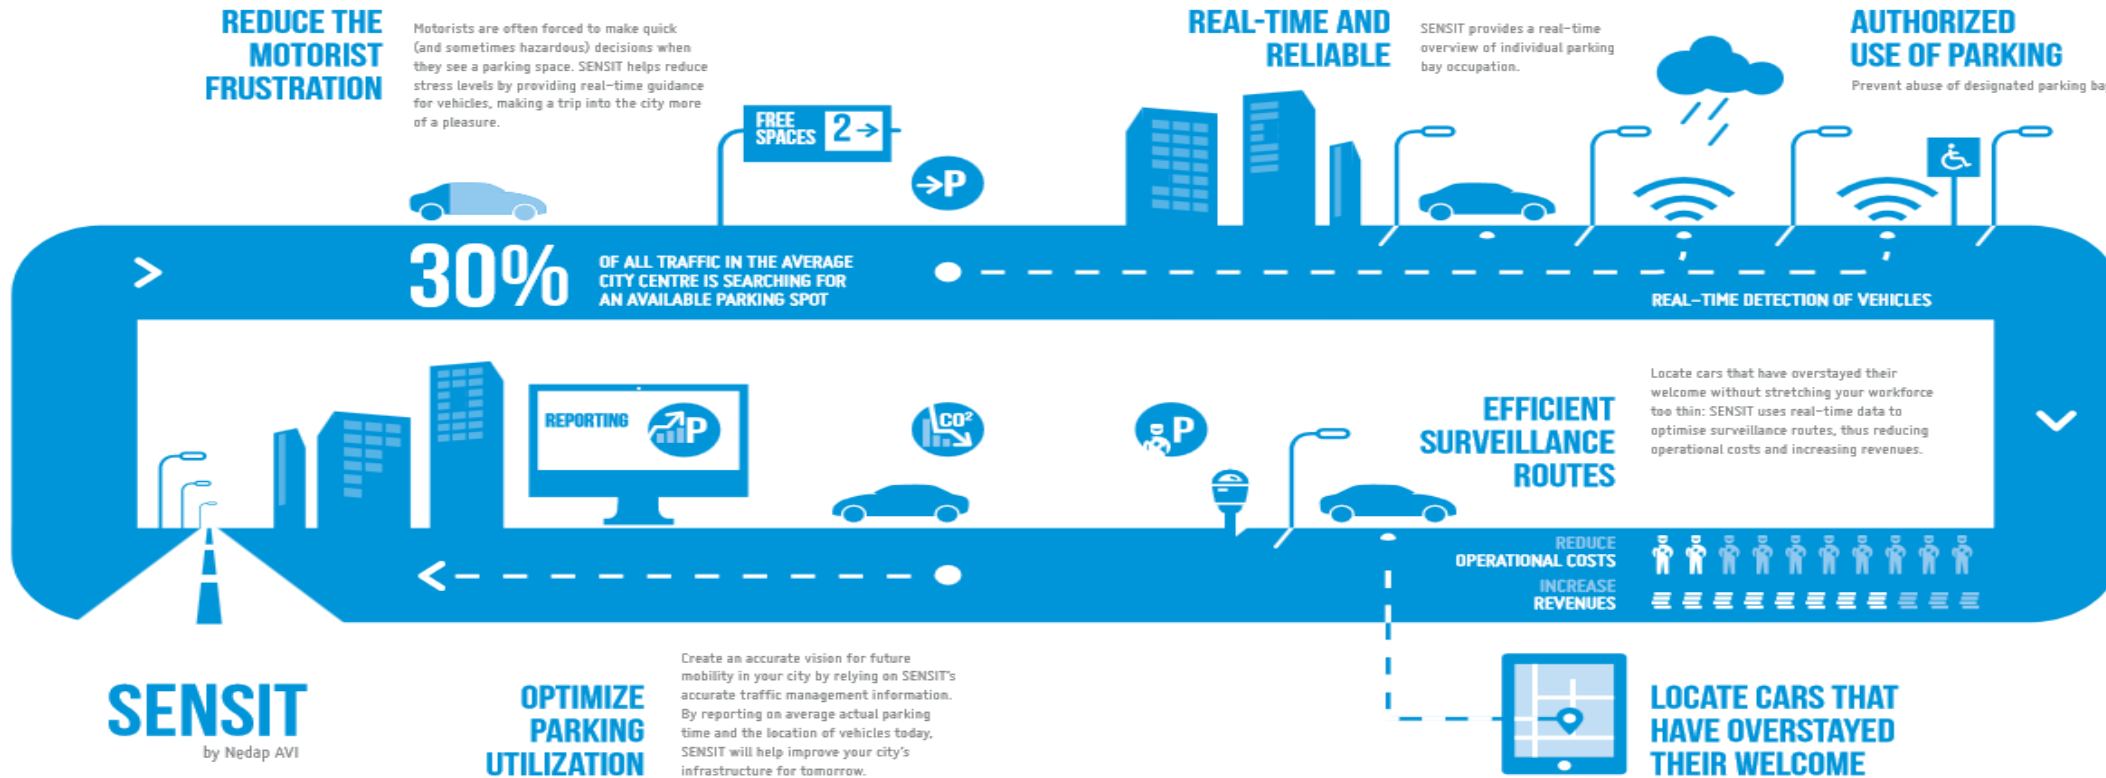 REDUCE THE
MOTORIST
FRUSTRATION
Motorists are often forced to make quick
(and sometimes hazardous) decisions when
they see a parking space. SENSIT helps reduce
stress levels by providing real-time guidance
for vehicles, making a trip into the city more
of a pleasure.
FREE
SPACES
2
P
REAL-TIME AND
RELIABLE
SENSIT provides a real-time
overview of individual parking
bay occupation.
AUTHORIZED
USE OF PARKING
Prevent abuse of designated parking
30%
OF ALL TRAFFIC IN THE AVERAGE
CITY CENTRE IS SEARCHING FOR
AN AVAILABLE PARKING SPOT
REAL-TIME DETECTION OF VEHICLES
REPORTING
P
CO²
P
EFFICIENT
SURVEILLANCE
ROUTES
Locate cars that have overstayed their
welcome without stretching your workforce
too thin: SENSIT uses real-time data to
optimise surveillance routes, thus reducing
operational costs and increasing revenues.
REDUCE
OPERATIONAL COSTS
INCREASE
REVENUES
SENSIT
by Nedap AVI
OPTIMIZE
PARKING
UTILIZATION
Create an accurate vision for future
mobility in your city by relying on SENSIT's
accurate traffic management information.
By reporting on average actual parking
time and the location of vehicles today,
SENSIT will help improve your city's
infrastructure for tomorrow.
LOCATE CARS THAT
HAVE OVERSTAYED
THEIR WELCOME